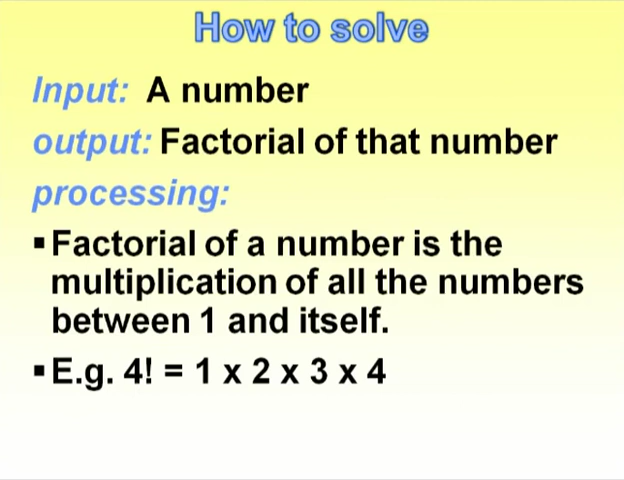 How to solve
Input: A number
output: Factorial of that number
processing:
▪ Factorial of a number is the
multiplication of all the numbers
between 1 and itself.
▪ E.g. 4! = 1 x 2 x 3 x 4